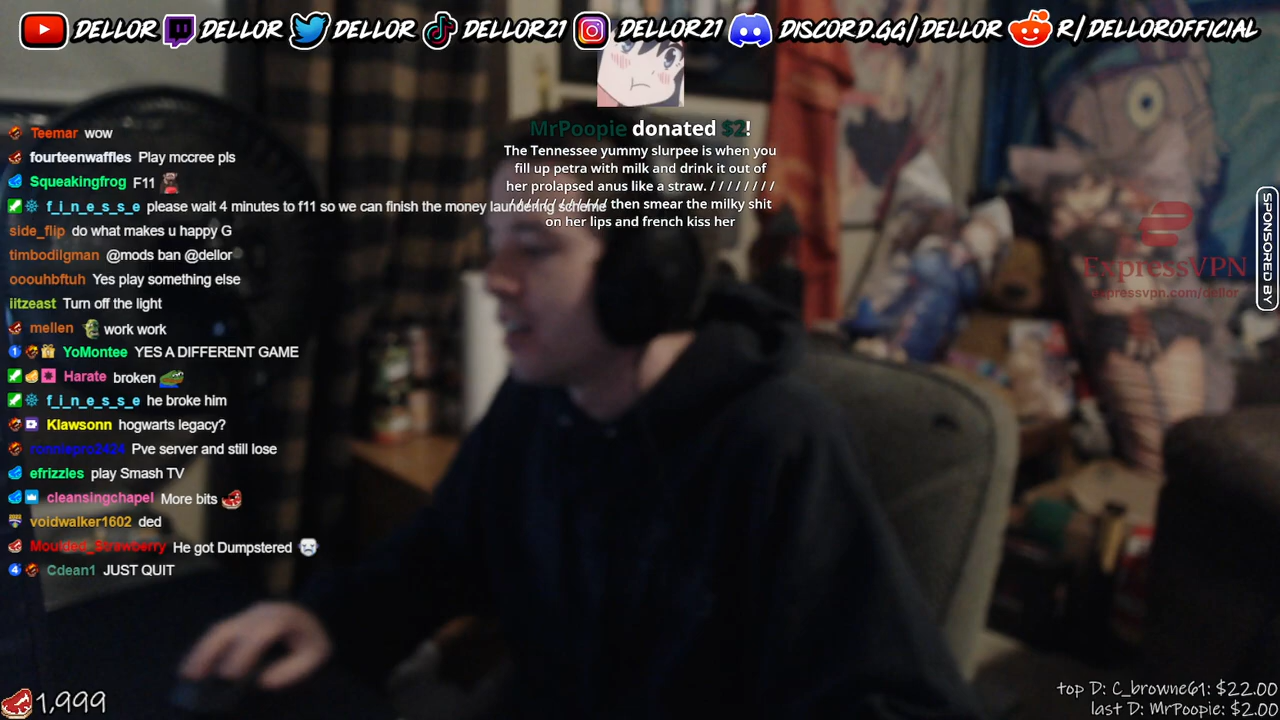 DELLOR DELLOR DELLOR DELLOR21 DELLOR21 DISCORD.GG/DELLOR R/DELLOROFFICIAL
MrPoopie donated $2!
The Tennessee yummy slurpee is when you
fill up petra with milk and drink it out of
her prolapsed anus like a straw. / / / / / / / /
/ / / / / / / / / / / / then smear the milky shit
on her lips and french kiss her
Teemar wow
fourteenwaffles Play mccree pls
Squeakingfrog F11
f_i_n_e_s_s_e please wait 4 minutes to f11 so we can finish the money laundering scheme
side_flip do what makes u happy G
timbodilgman @mods ban @dellor
ooouhbftuh Yes play something else
iitzeast Turn off the light
mellen work work
1 YoMontee YES A DIFFERENT GAME
Harate broken
f_i_n_e_s_s_e he broke him
Klawsonn hogwarts legacy?
ronniepro2424 Pve server and still lose
efrizzles play Smash TV
cleansingchapel More bits
voidwalker1602 ded
Moulded_Strawberry He got Dumpstered
4 Cdean1 JUST QUIT
SPONSORED BY
ExpressVPN
expressvpn.com/dellor
1,999
top D: C_browne61: $22.00
last D: MrPoopie: $2.00